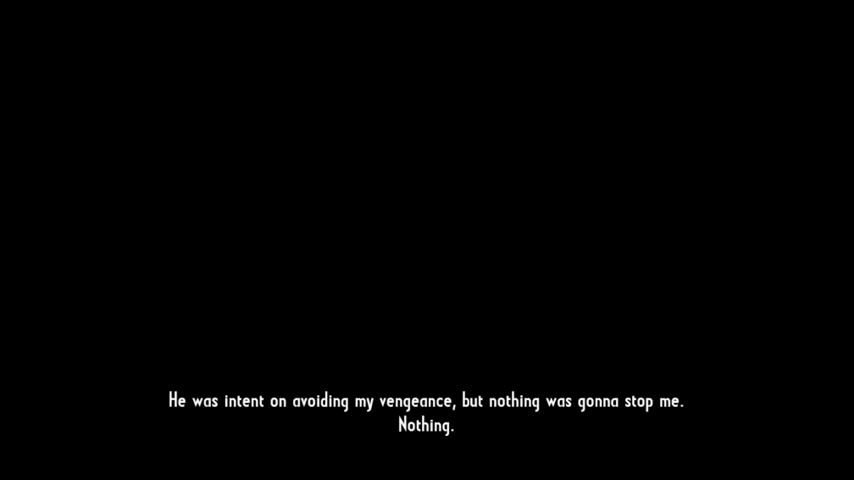 He was intent on avoiding my vengeance, but nothing was gonna stop me.
Nothing.